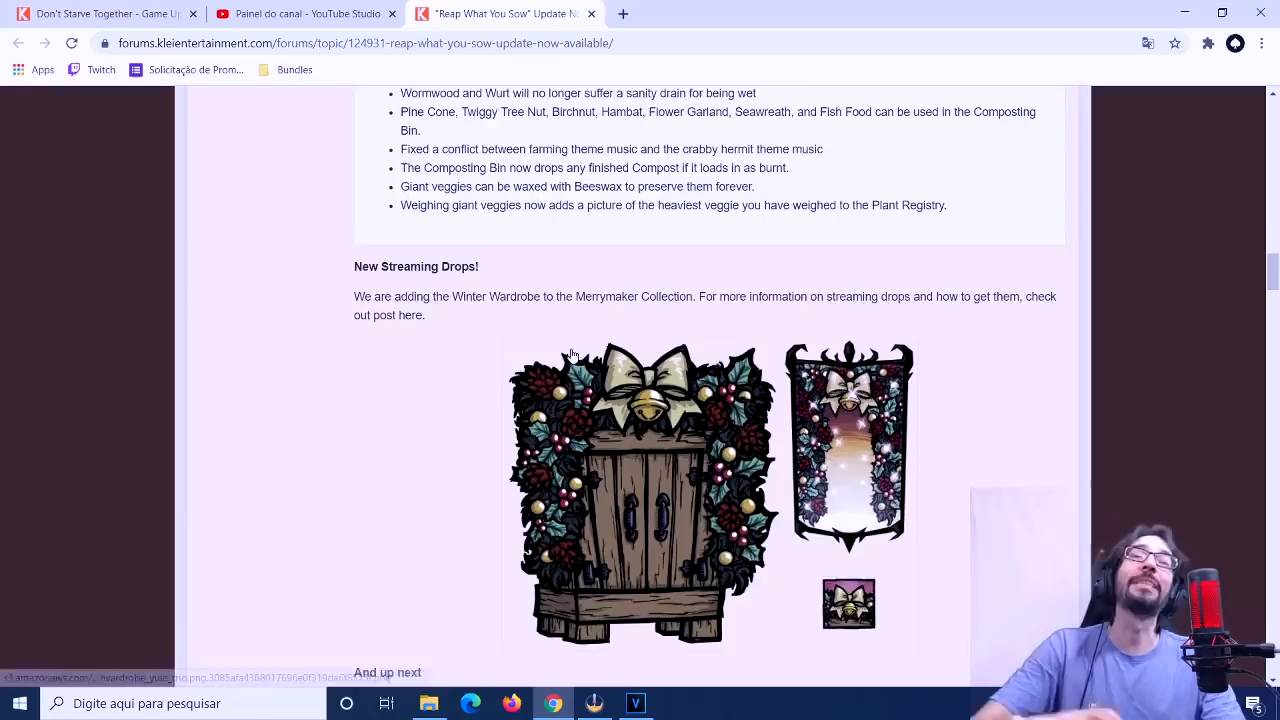 Don't Starve Together - Game Up
Painel do canal - YouTube Studio
"Reap What You Sow" Update No
forums.kleientertainment.com/forums/topic/124931-reap-what-you-sow-update-now-available/
Apps
Twitch
Solicitação de Prom...
Bundles
Wormwood and Wurt will no longer suffer a sanity drain for being wet
Pine Cone, Twiggy Tree Nut, Birchnut, Hambat, Flower Garland, Seawreath, and Fish Food can be used in the Composting
Bin.
Fixed a conflict between farming theme music and the crabby hermit theme music
The Composting Bin now drops any finished Compost if it loads in as burnt.
Giant veggies can be waxed with Beeswax to preserve them forever.
Weighing giant veggies now adds a picture of the heaviest veggie you have weighed to the Plant Registry.
New Streaming Drops!
We are adding the Winter Wardrobe to the Merrymaker Collection. For more information on streaming drops and how to get them, check
out post here.
And up next
Digite aqui para pesquisar
V
5